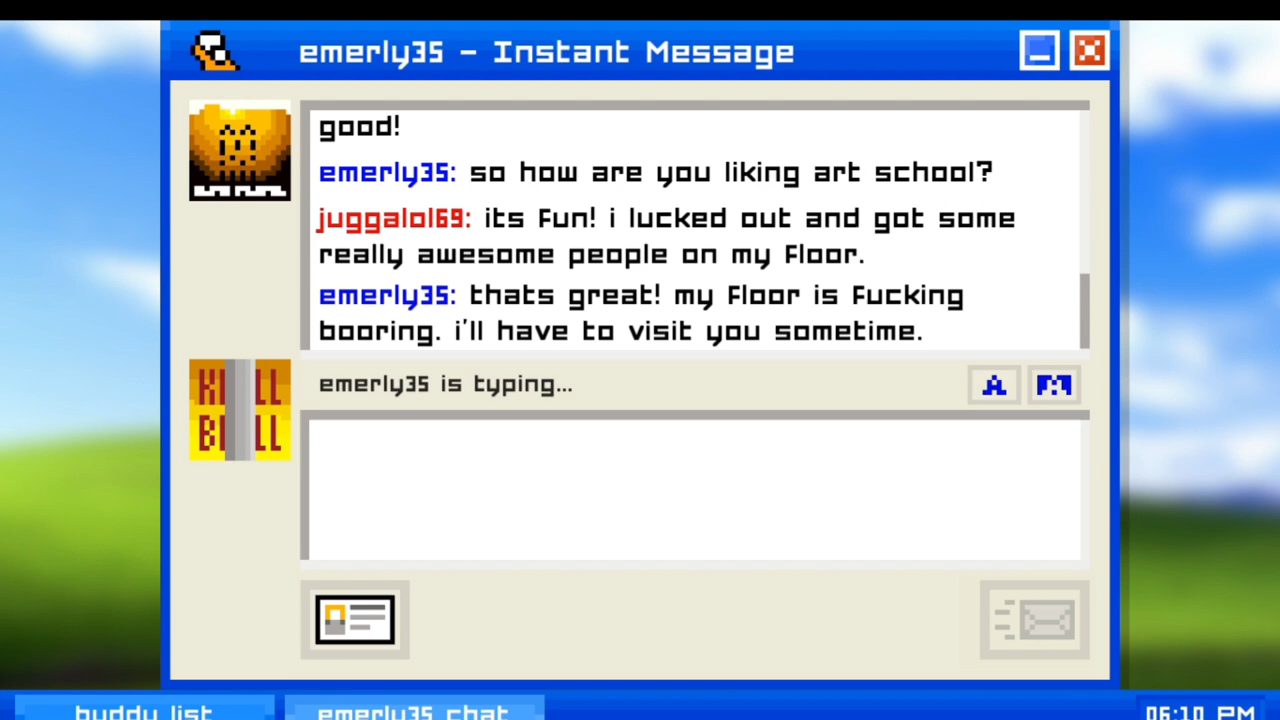 emerly35 - Instant Message
good!
emerly35: so how are you liking art school?
juggalol69: its fun! i lucked out and got some
really awesome people on my floor.
emerly35: thats great! my floor is fucking
booring. i'll have to visit you sometime.
emerly35 is typing...
A M
KILL
BILL
buddy list
emerly35 chat
06:10 PM